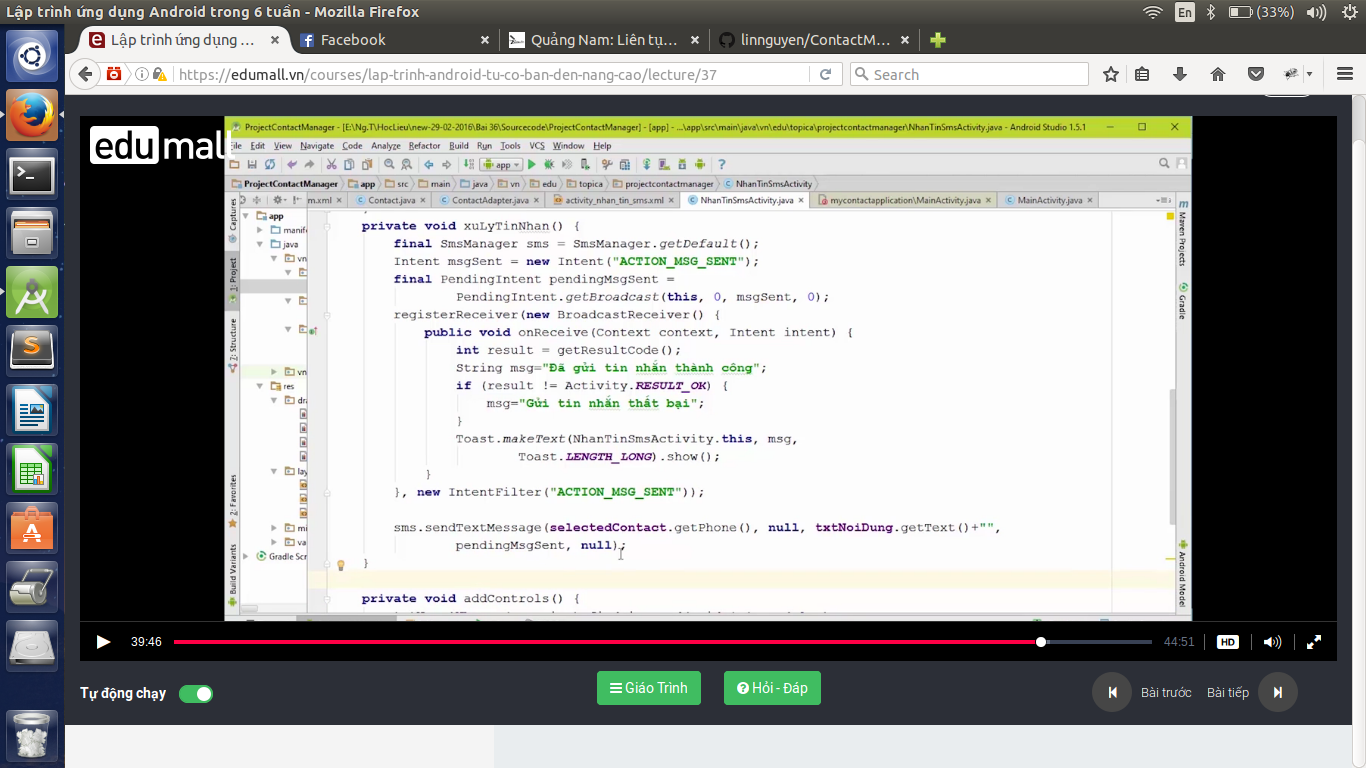 Lập trình ứng dụng Android trong 6 tuần - Mozilla Firefox
En
(33%)
Lập trình ứng dụng ...
Facebook
Quảng Nam: Liên tụ...
linnguyen/ContactM...
https://edumall.vn/courses/lap-trinh-android-tu-co-ban-den-nang-cao/lecture/37
Search
edumall
ProjectContactManager - [E:\Ng.T\HocLieu\new-29-02-2016\Bai 36\Sourcecode\ProjectContactManager] - [app] - ...\app\src\main\java\vn\edu\topica\projectcontactmanager\NhanTinSmsActivity.java - Android Studio 1.5.1
Edit View Navigate Code Analyze Refactor Build Run Tools VCS Window Help
app
ProjectContactManager app src main java vn edu topica projectcontactmanager NhanTinSmsActivity
m.xml Contact.java ContactAdapter.java activity_nhan_tin_sms.xml NhanTinSmsActivity.java mycontactapplication\MainActivity.java MainActivity.java
Captures
1: Project
7: Structure
2: Favorites
Build Variants
app
manife
java
vn
vn
res
dra
lay
mi
va
Gradle Scr
private void xuLyTinNhan() {
final SmsManager sms = SmsManager.getDefault();
Intent msgSent = new Intent("ACTION_MSG_SENT");
final PendingIntent pendingMsgSent =
PendingIntent.getBroadcast(this, 0, msgSent, 0);
registerReceiver(new BroadcastReceiver() {
public void onReceive(Context context, Intent intent) {
int result = getResultCode();
String msg="Đã gửi tin nhắn thành công";
if (result != Activity.RESULT_OK) {
msg="Gửi tin nhắn thất bại";
}
Toast.makeText(NhanTinSmsActivity.this, msg,
Toast.LENGTH_LONG).show();
}
}, new IntentFilter("ACTION_MSG_SENT"));
sms.sendTextMessage(selectedContact.getPhone(), null, txtNoiDung.getText()+"",
pendingMsgSent, null);
}
private void addControls() {
Maven Projects
Gradle
Android Model
39:46
44:51
HD
Tự động chạy
Giáo Trình
Hỏi - Đáp
Bài trước
Bài tiếp